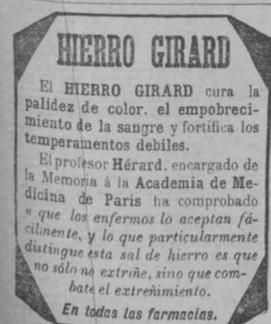 HIERRO GIRARD
El HIERRO GIRARD cura la
palidez de color, el empobreci-
miento de la sangre y fortifica los
temperamentos debiles.
El profesor Hérard, encargado de
la Memoria á la Academia de Me-
dicina de Paris ha comprobado
« que los enfermos lo aceptan fá-
cilmente, y lo que particularmente
distingue esta sal de hierro es que
no sólo no extriñe, sino que com-
bate el extreñimiento.
En todas las farmacias.